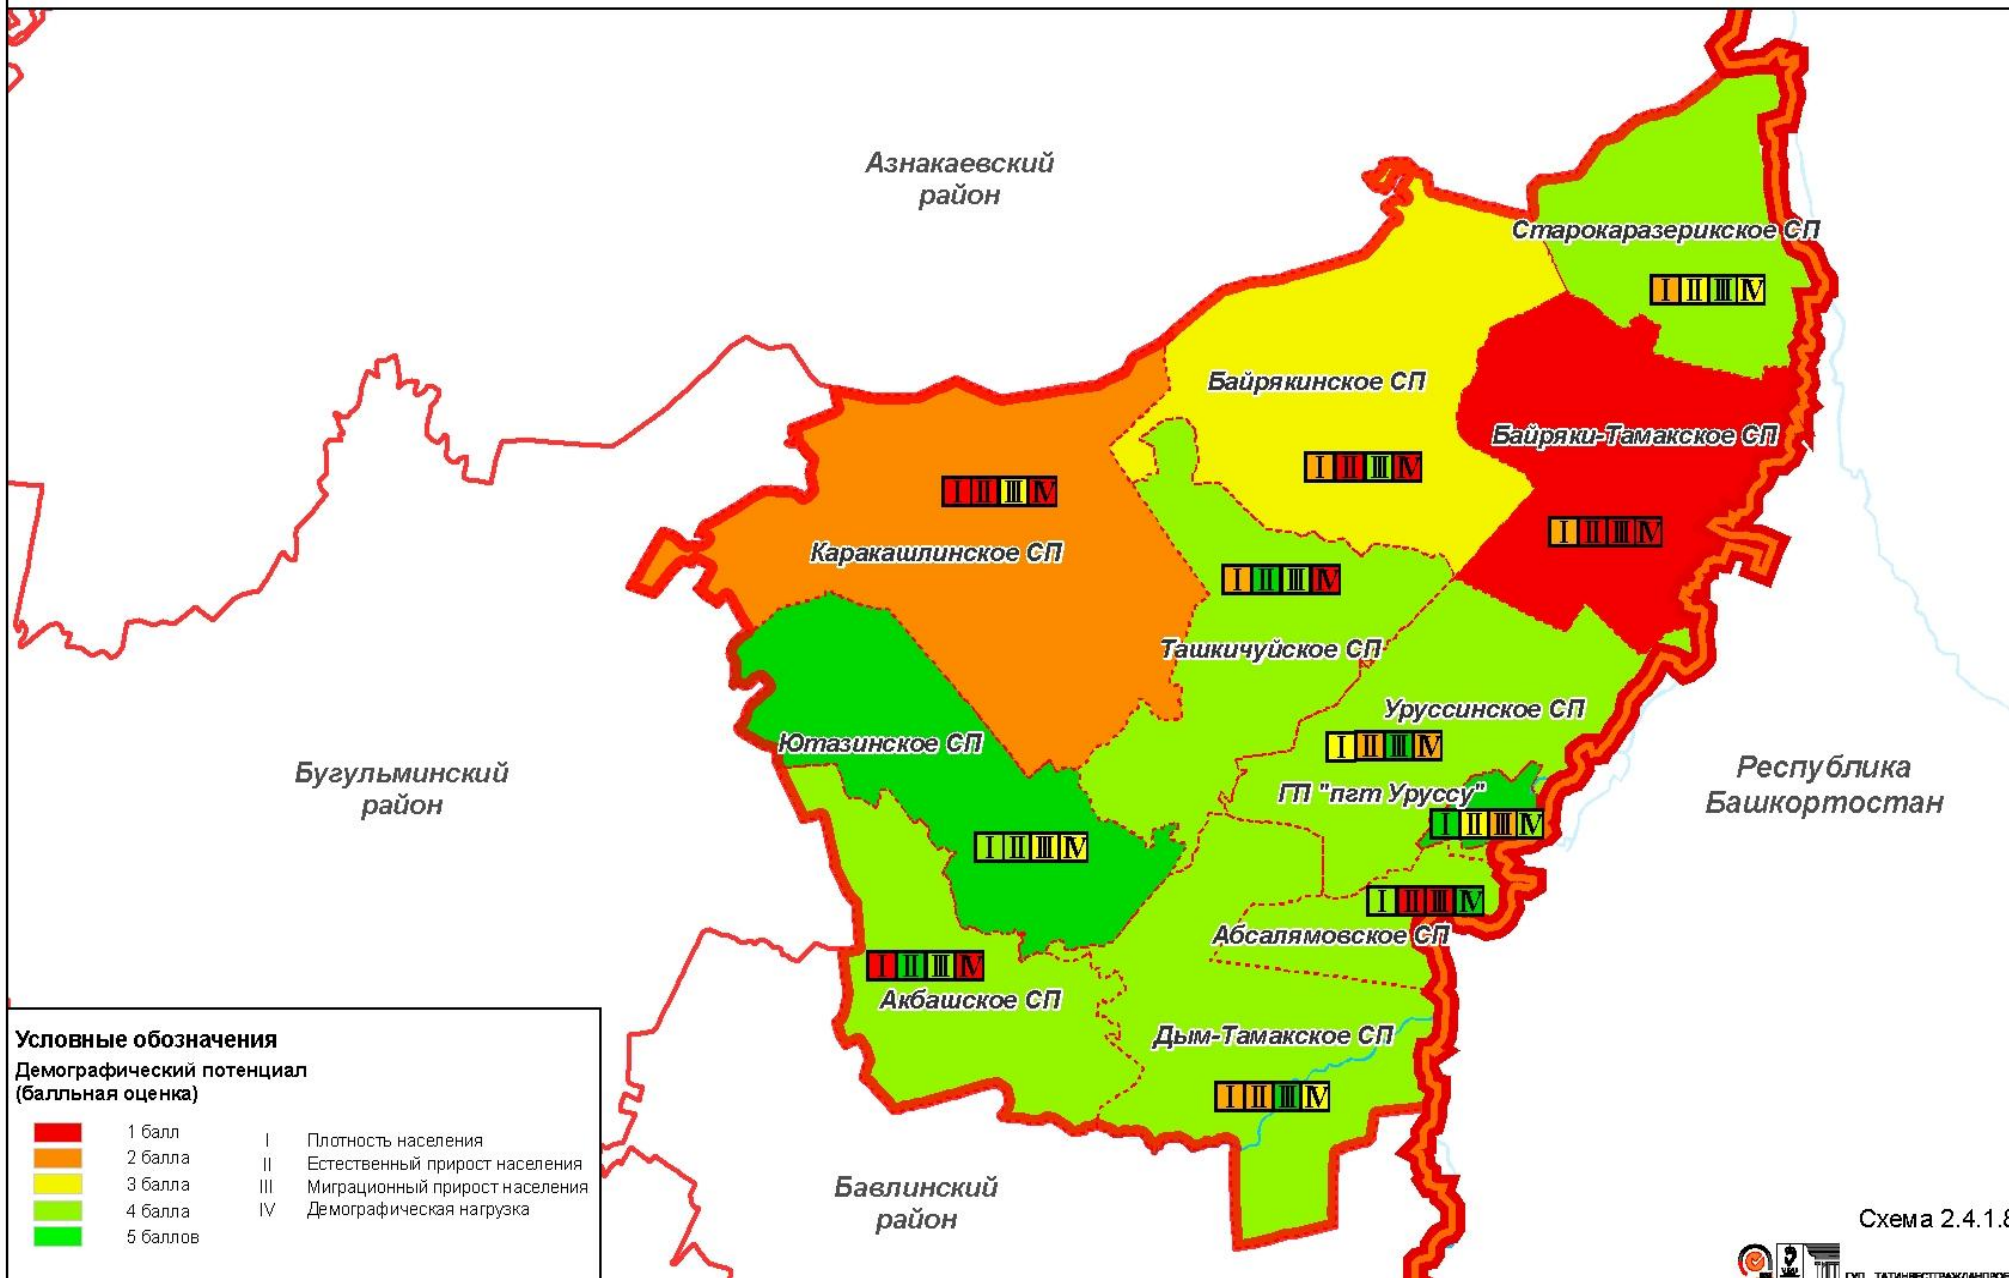 Азнакаевский
район
Старокаразерикское СП
I II III IV
Байрякинское СП
Байряки-Тамакское СП
I II III IV
I II III IV
I II III IV
Каракашлинское СП
I II III IV
Ташкичуйское СП
Уруссинское СП
I II III IV
Ютазинское СП
Бугульминский
район
Республика
Башкортостан
ГП "пгт Уруссу"
I II III IV
I II III IV
I II III IV
Абсалямовское СП
I II III IV
Акбашское СП
Дым-Тамакское СП
I II III IV
Бавлинский
район
Условные обозначения
Демографический потенциал
(балльная оценка)
1 балл
2 балла
3 балла
4 балла
5 баллов
I Плотность населения
II Естественный прирост населения
III Миграционный прирост населения
IV Демографическая нагрузка
Схема 2.4.1.8